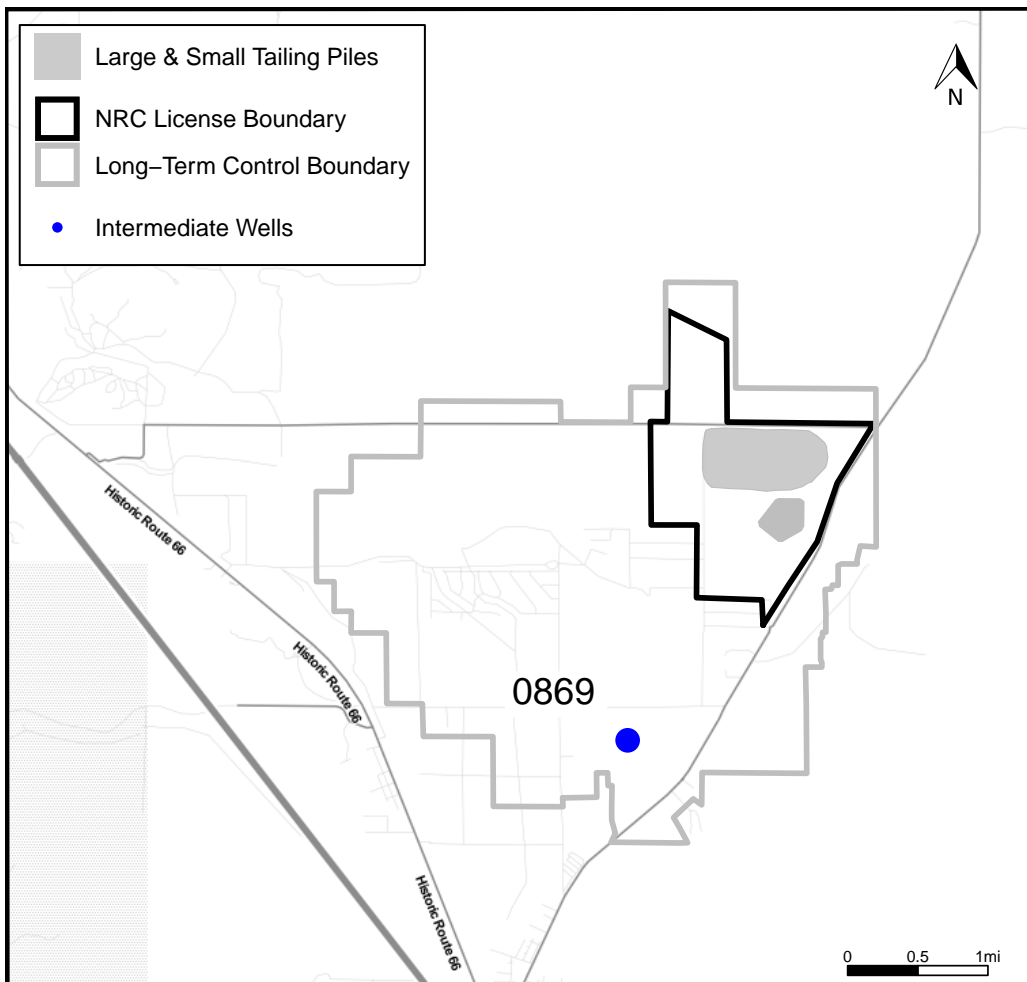 Large & Small Tailing Piles
NRC License Boundary
Long−Term Control Boundary
Intermediate Wells
N
Historic Route 66
Historic Route 66
0869
Historic Route 66
0 0.5 1mi